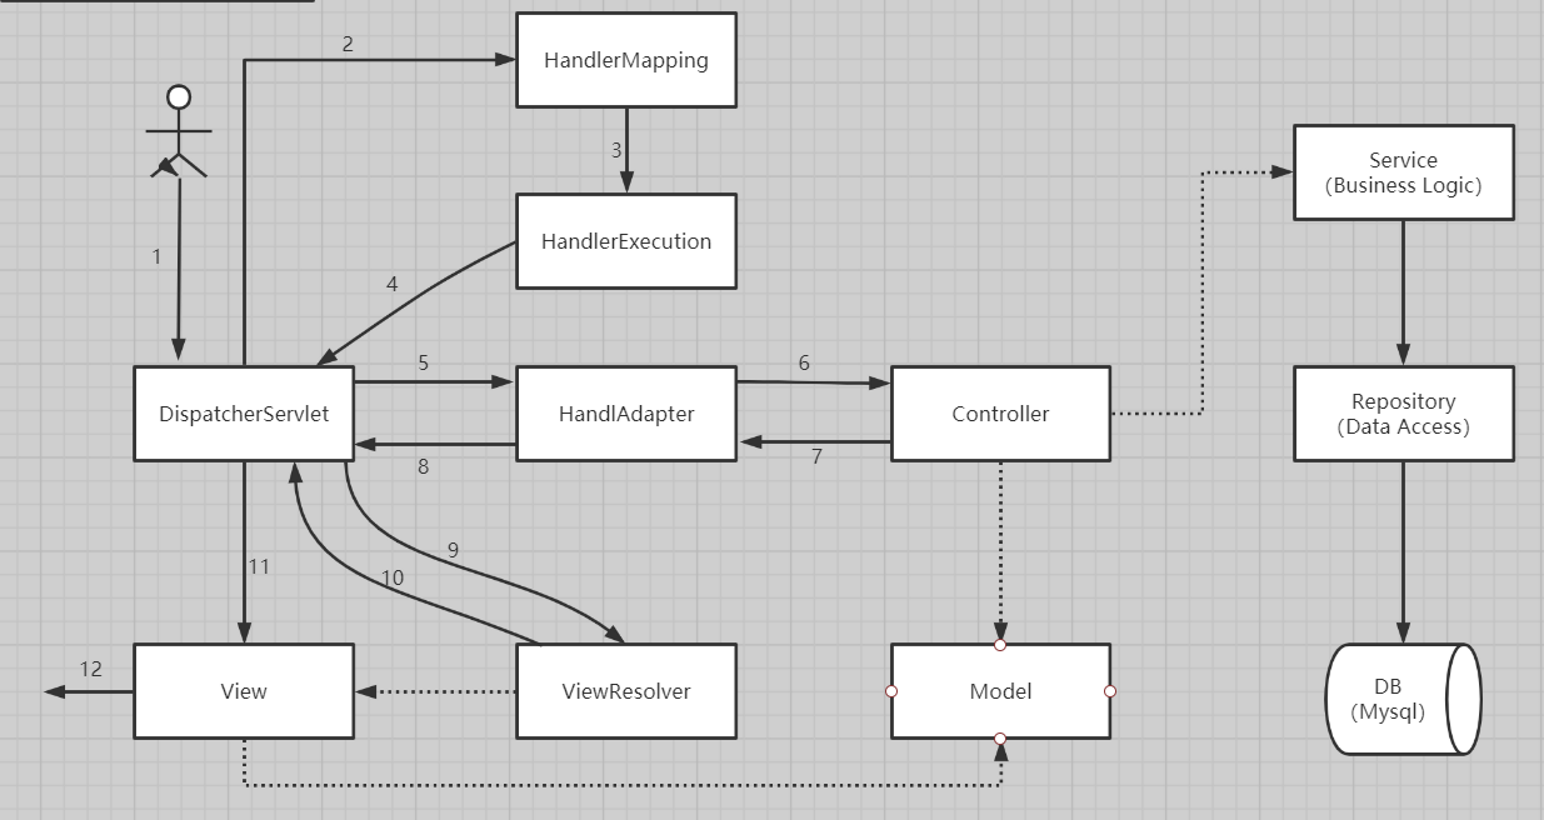 2
HandlerMapping
3
Service
(Business Logic)
HandlerExecution
1
4
5
6
DispatcherServlet
HandlAdapter
Controller
Repository
(Data Access)
8
7
9
11
10
12
View
ViewResolver
Model
DB
(Mysql)